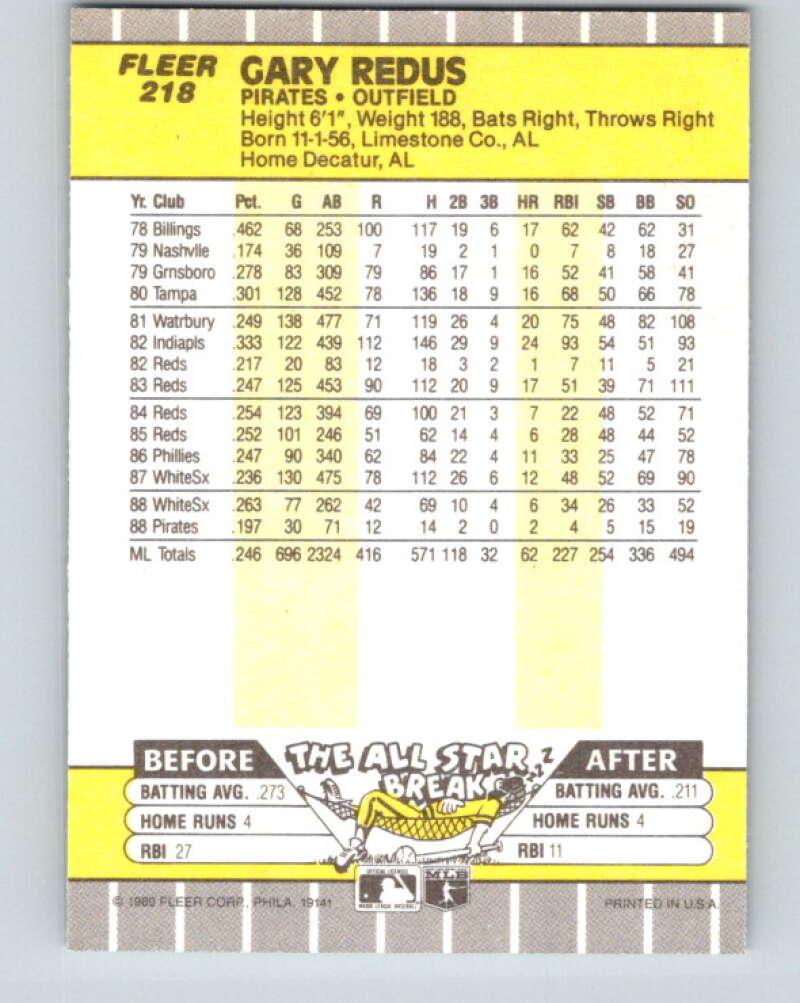 FLEER GARY REDUS
218 PIRATES • OUTFIELD
Height 6'1", Weight 188, Bats Right, Throws Right
Born 11-1-56, Limestone Co., AL
Home Decatur, AL
Yr. Club Pct. G AB R H 2B 3B HR RBI SB BB SO
78 Billings .462 68 253 100 117 19 6 17 62 42 62 31
79 Nashvlle .174 36 109 7 19 2 1 0 7 8 18 27
79 Grnsboro .278 83 309 79 86 17 1 16 52 41 58 41
80 Tampa .301 128 452 78 136 18 9 16 68 50 66 78
81 Watrbury .249 138 477 71 119 26 4 20 75 48 82 108
82 Indiapls .333 122 439 112 146 29 9 24 93 54 51 93
82 Reds .217 20 83 12 18 3 2 1 7 11 5 21
83 Reds .247 125 453 90 112 20 9 17 51 39 71 111
84 Reds .254 123 394 69 100 21 3 7 22 48 52 71
85 Reds .252 101 246 51 62 14 4 6 28 48 44 52
86 Phillies .247 90 340 62 84 22 4 11 33 25 47 78
87 WhiteSx .236 130 475 78 112 26 6 12 48 52 69 90
88 WhiteSx .263 77 262 42 69 10 4 6 34 26 33 52
88 Pirates .197 30 71 12 14 2 0 2 4 5 15 19
ML Totals .246 696 2324 416 571 118 32 62 227 254 336 494
BEFORE THE ALL STAR BREAK AFTER
BATTING AVG. .273 BATTING AVG. .211
HOME RUNS 4 HOME RUNS 4
RBI 27 RBI 11
OFFICIAL LICENSEE
MAJOR LEAGUE BASEBALL
MLB
© 1989 FLEER CORP., PHILA. 19141 PRINTED IN U.S.A.